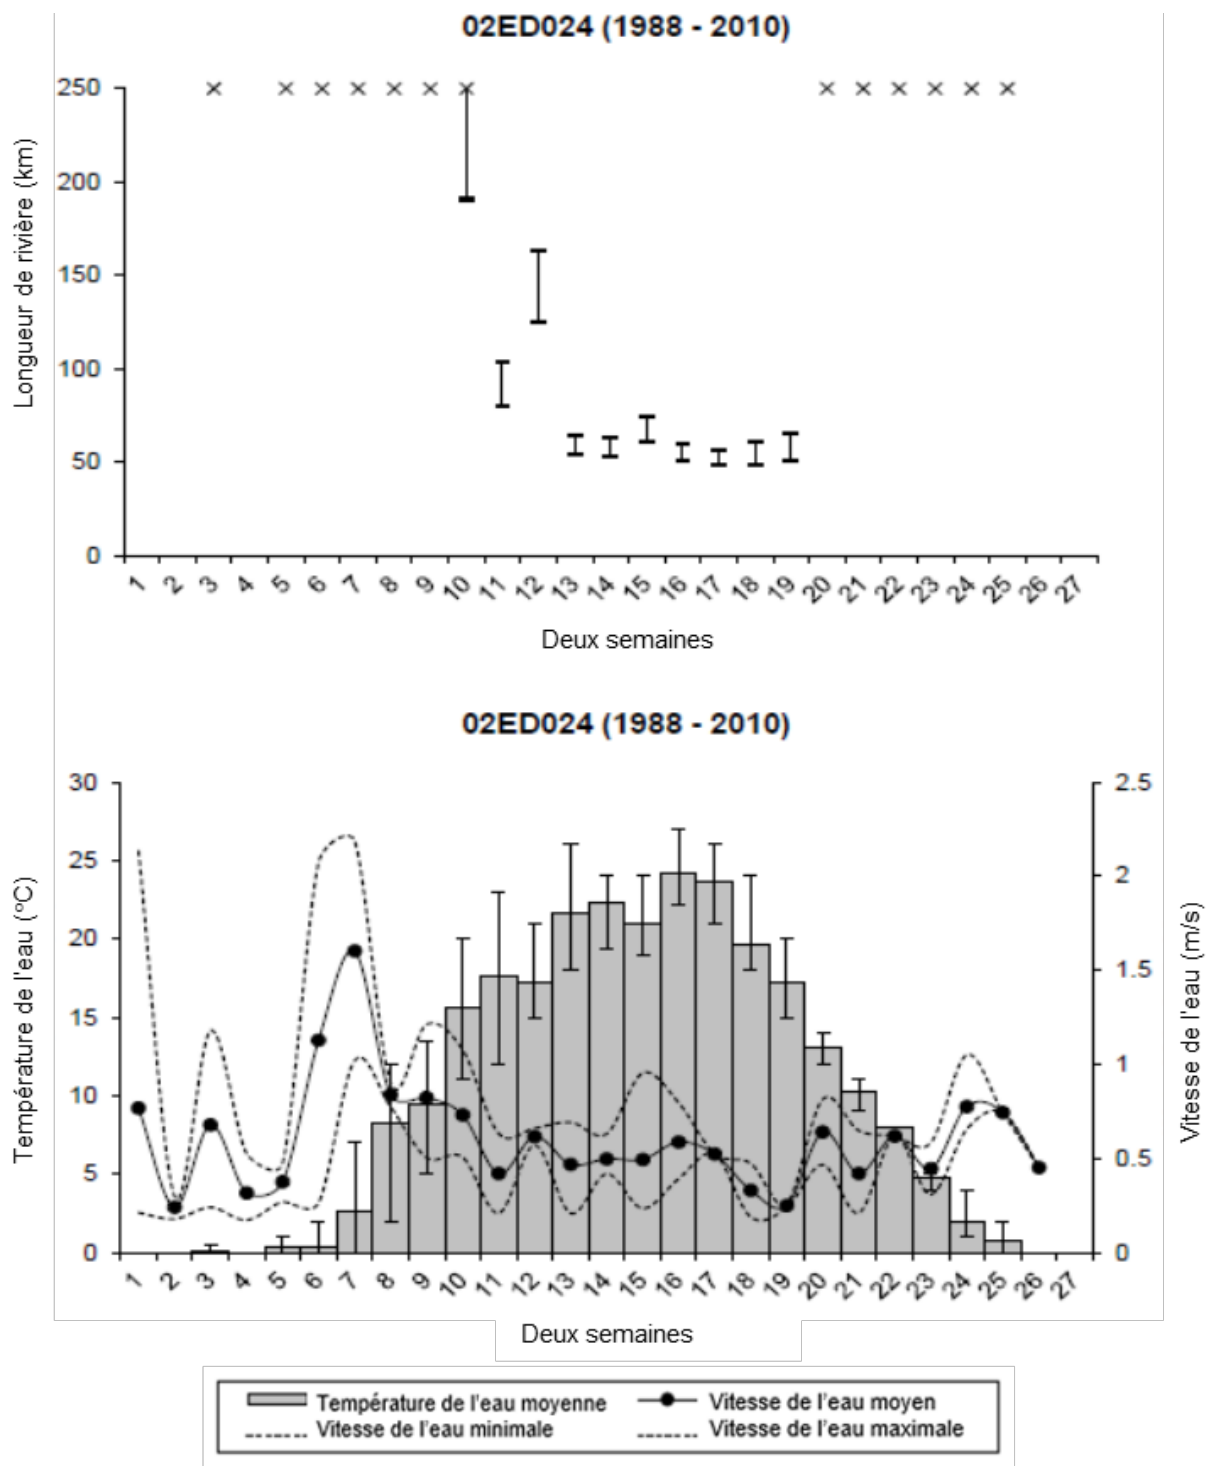 02ED024 (1988 - 2010)
Longueur de rivière (km)
250
200
150
100
50
0
1 2 3 4 5 6 7 8 9 10 11 12 13 14 15 16 17 18 19 20 21 22 23 24 25 26 27
Deux semaines
02ED024 (1988 - 2010)
Température de l'eau (°C)
30
25
20
15
10
5
0
2.5
2
1.5
1
0.5
0
Vitesse de l'eau (m/s)
1 2 3 4 5 6 7 8 9 10 11 12 13 14 15 16 17 18 19 20 21 22 23 24 25 26 27
Deux semaines
Température de l'eau moyenne
Vitesse de l'eau moyen
Vitesse de l'eau minimale
Vitesse de l'eau maximale